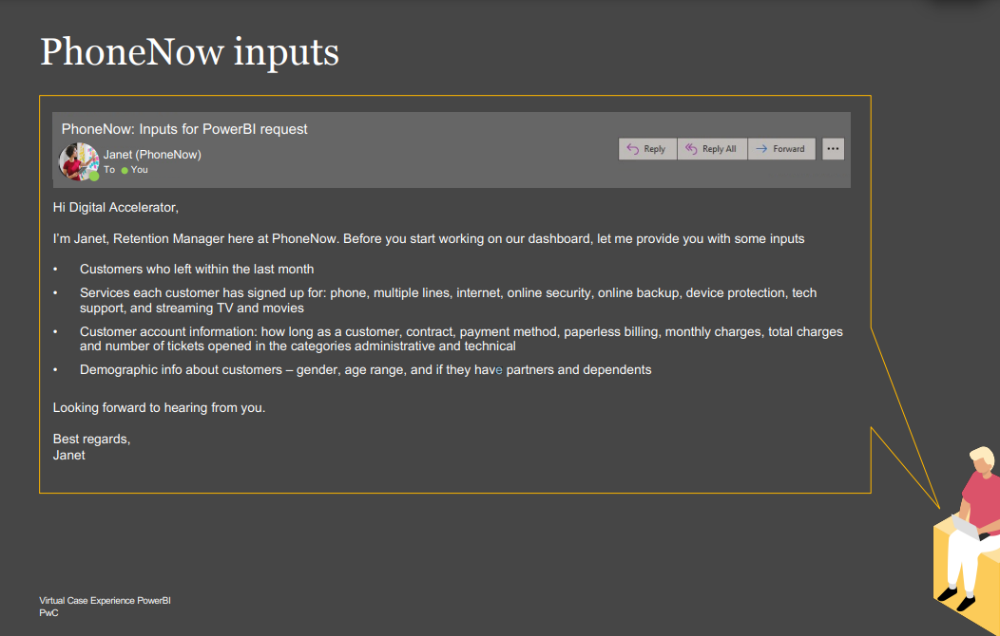 PhoneNow inputs
PhoneNow: Inputs for PowerBI request
Janet (PhoneNow)
To You
Reply Reply All Forward ...
Hi Digital Accelerator,
I'm Janet, Retention Manager here at PhoneNow. Before you start working on our dashboard, let me provide you with some inputs
• Customers who left within the last month
• Services each customer has signed up for: phone, multiple lines, internet, online security, online backup, device protection, tech
support, and streaming TV and movies
• Customer account information: how long as a customer, contract, payment method, paperless billing, monthly charges, total charges
and number of tickets opened in the categories administrative and technical
• Demographic info about customers – gender, age range, and if they have partners and dependents
Looking forward to hearing from you.
Best regards,
Janet
Virtual Case Experience PowerBI
PwC